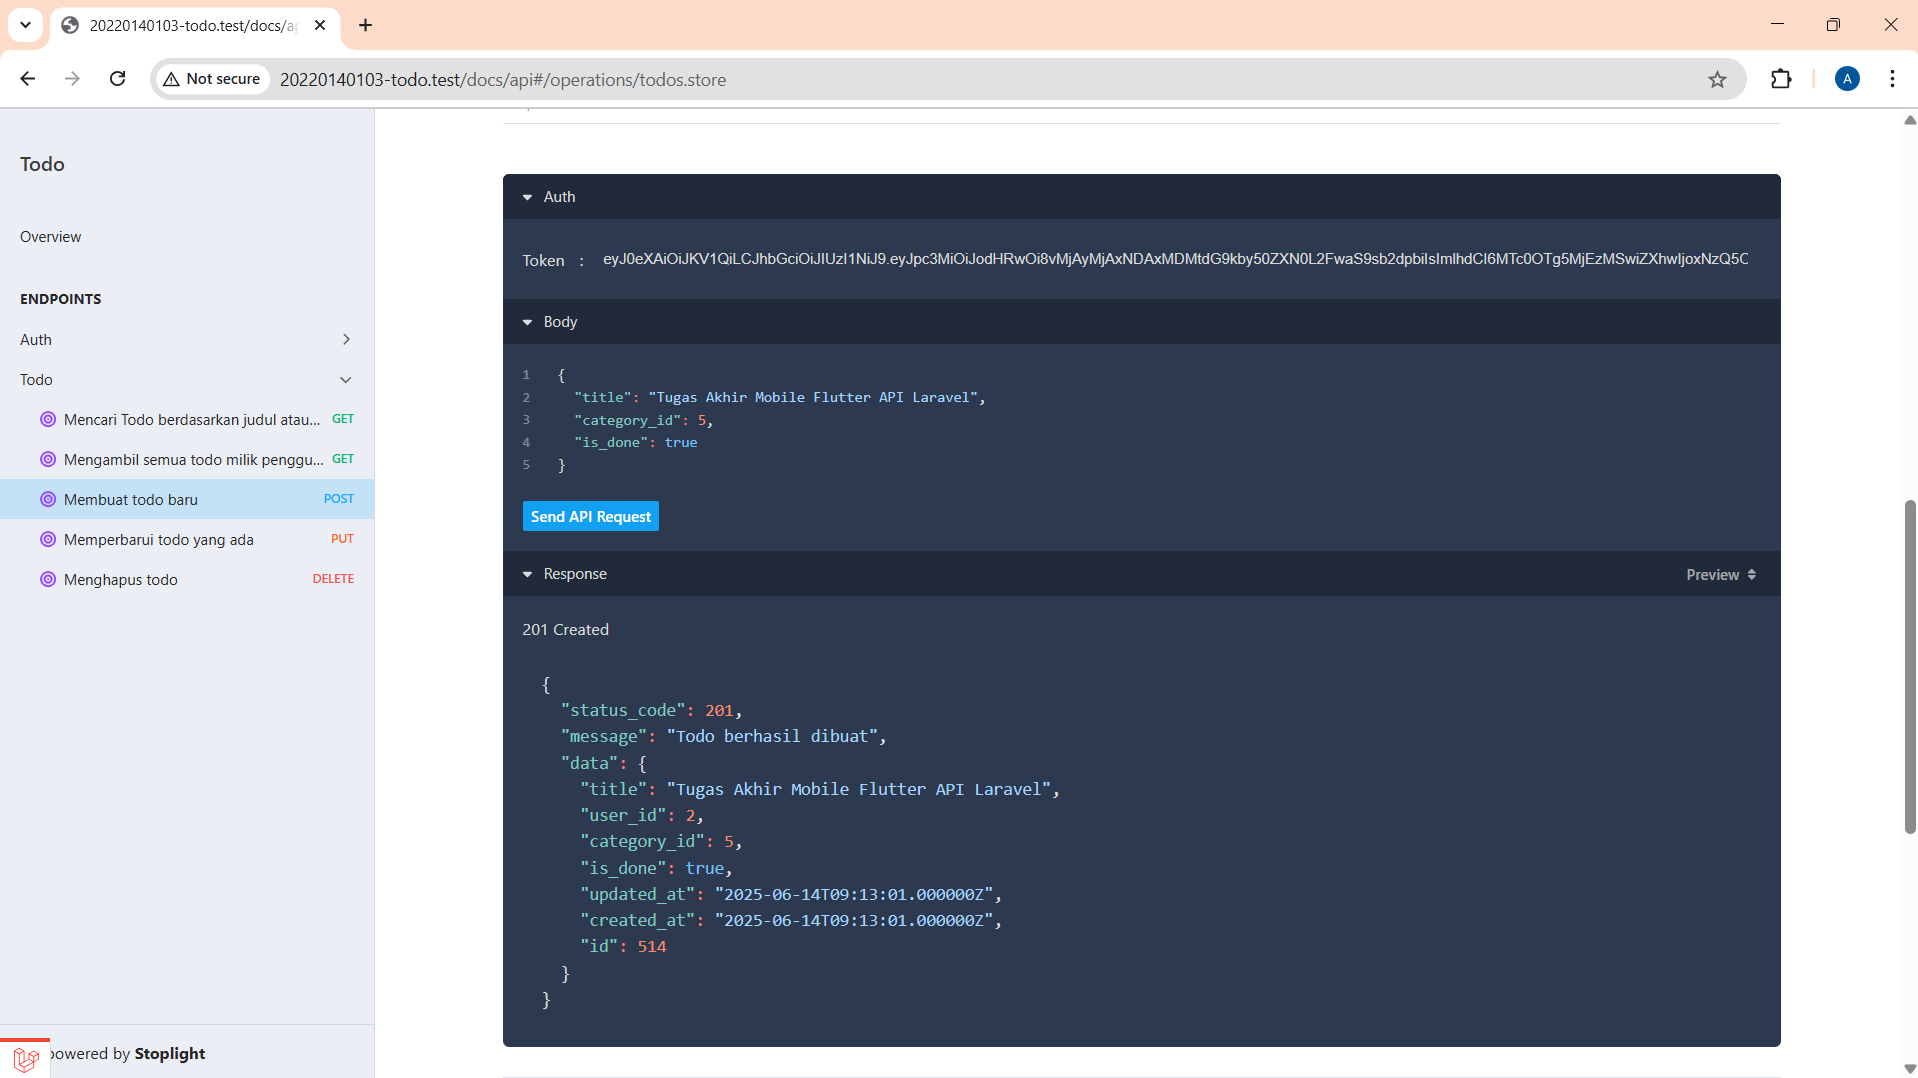 20220140103-todo.test/docs/ap
Not secure
20220140103-todo.test/docs/api#/operations/todos.store
A
Todo
Overview
ENDPOINTS
Auth
Todo
Mencari Todo berdasarkan judul atau... GET
Mengambil semua todo milik penggu... GET
Membuat todo baru POST
Memperbarui todo yang ada PUT
Menghapus todo DELETE
powered by Stoplight
Auth
Token :
Body
1 {
2 "title": "Tugas Akhir Mobile Flutter API Laravel",
3 "category_id": 5,
4 "is_done": true
5 }
Send API Request
Response
Preview
201 Created
{
"status_code": 201,
"message": "Todo berhasil dibuat",
"data": {
"title": "Tugas Akhir Mobile Flutter API Laravel",
"user_id": 2,
"category_id": 5,
"is_done": true,
"updated_at": "2025-06-14T09:13:01.000000Z",
"created_at": "2025-06-14T09:13:01.000000Z",
"id": 514
}
}